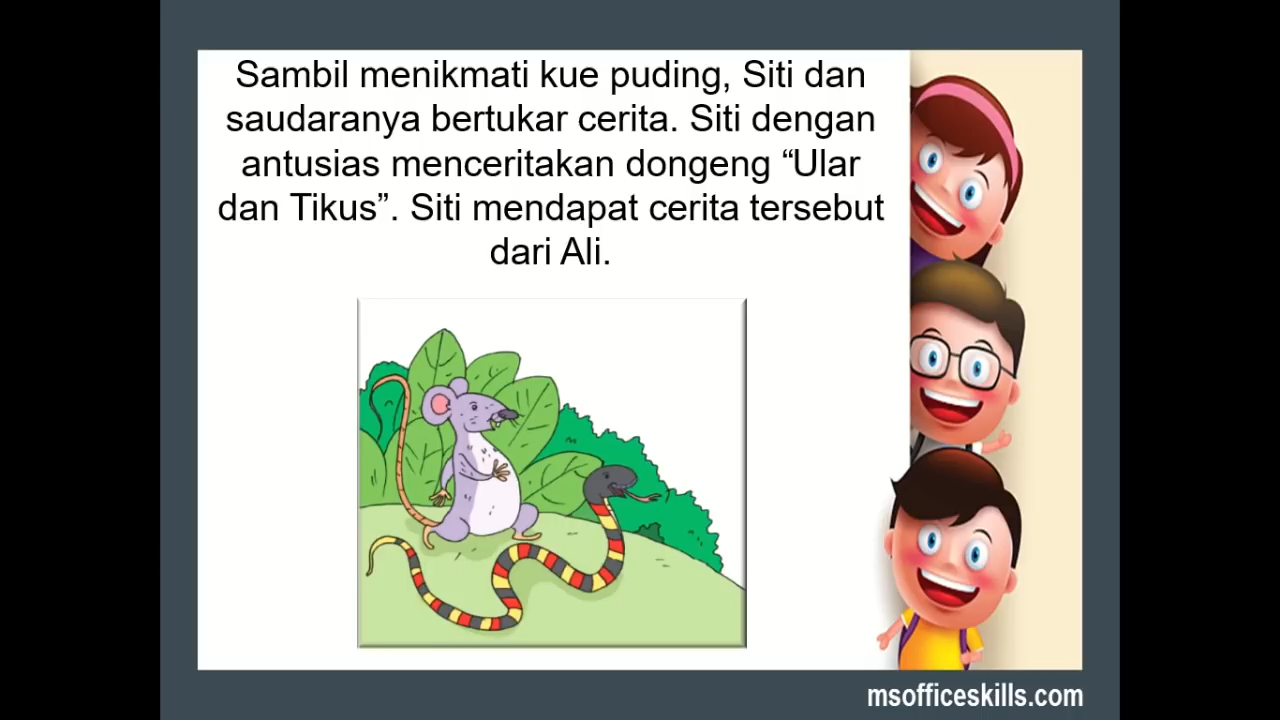 Sambil menikmati kue puding, Siti dan
saudaranya bertukar cerita. Siti dengan
antusias menceritakan dongeng “Ular
dan Tikus”. Siti mendapat cerita tersebut
dari Ali.
msofficeskills.com